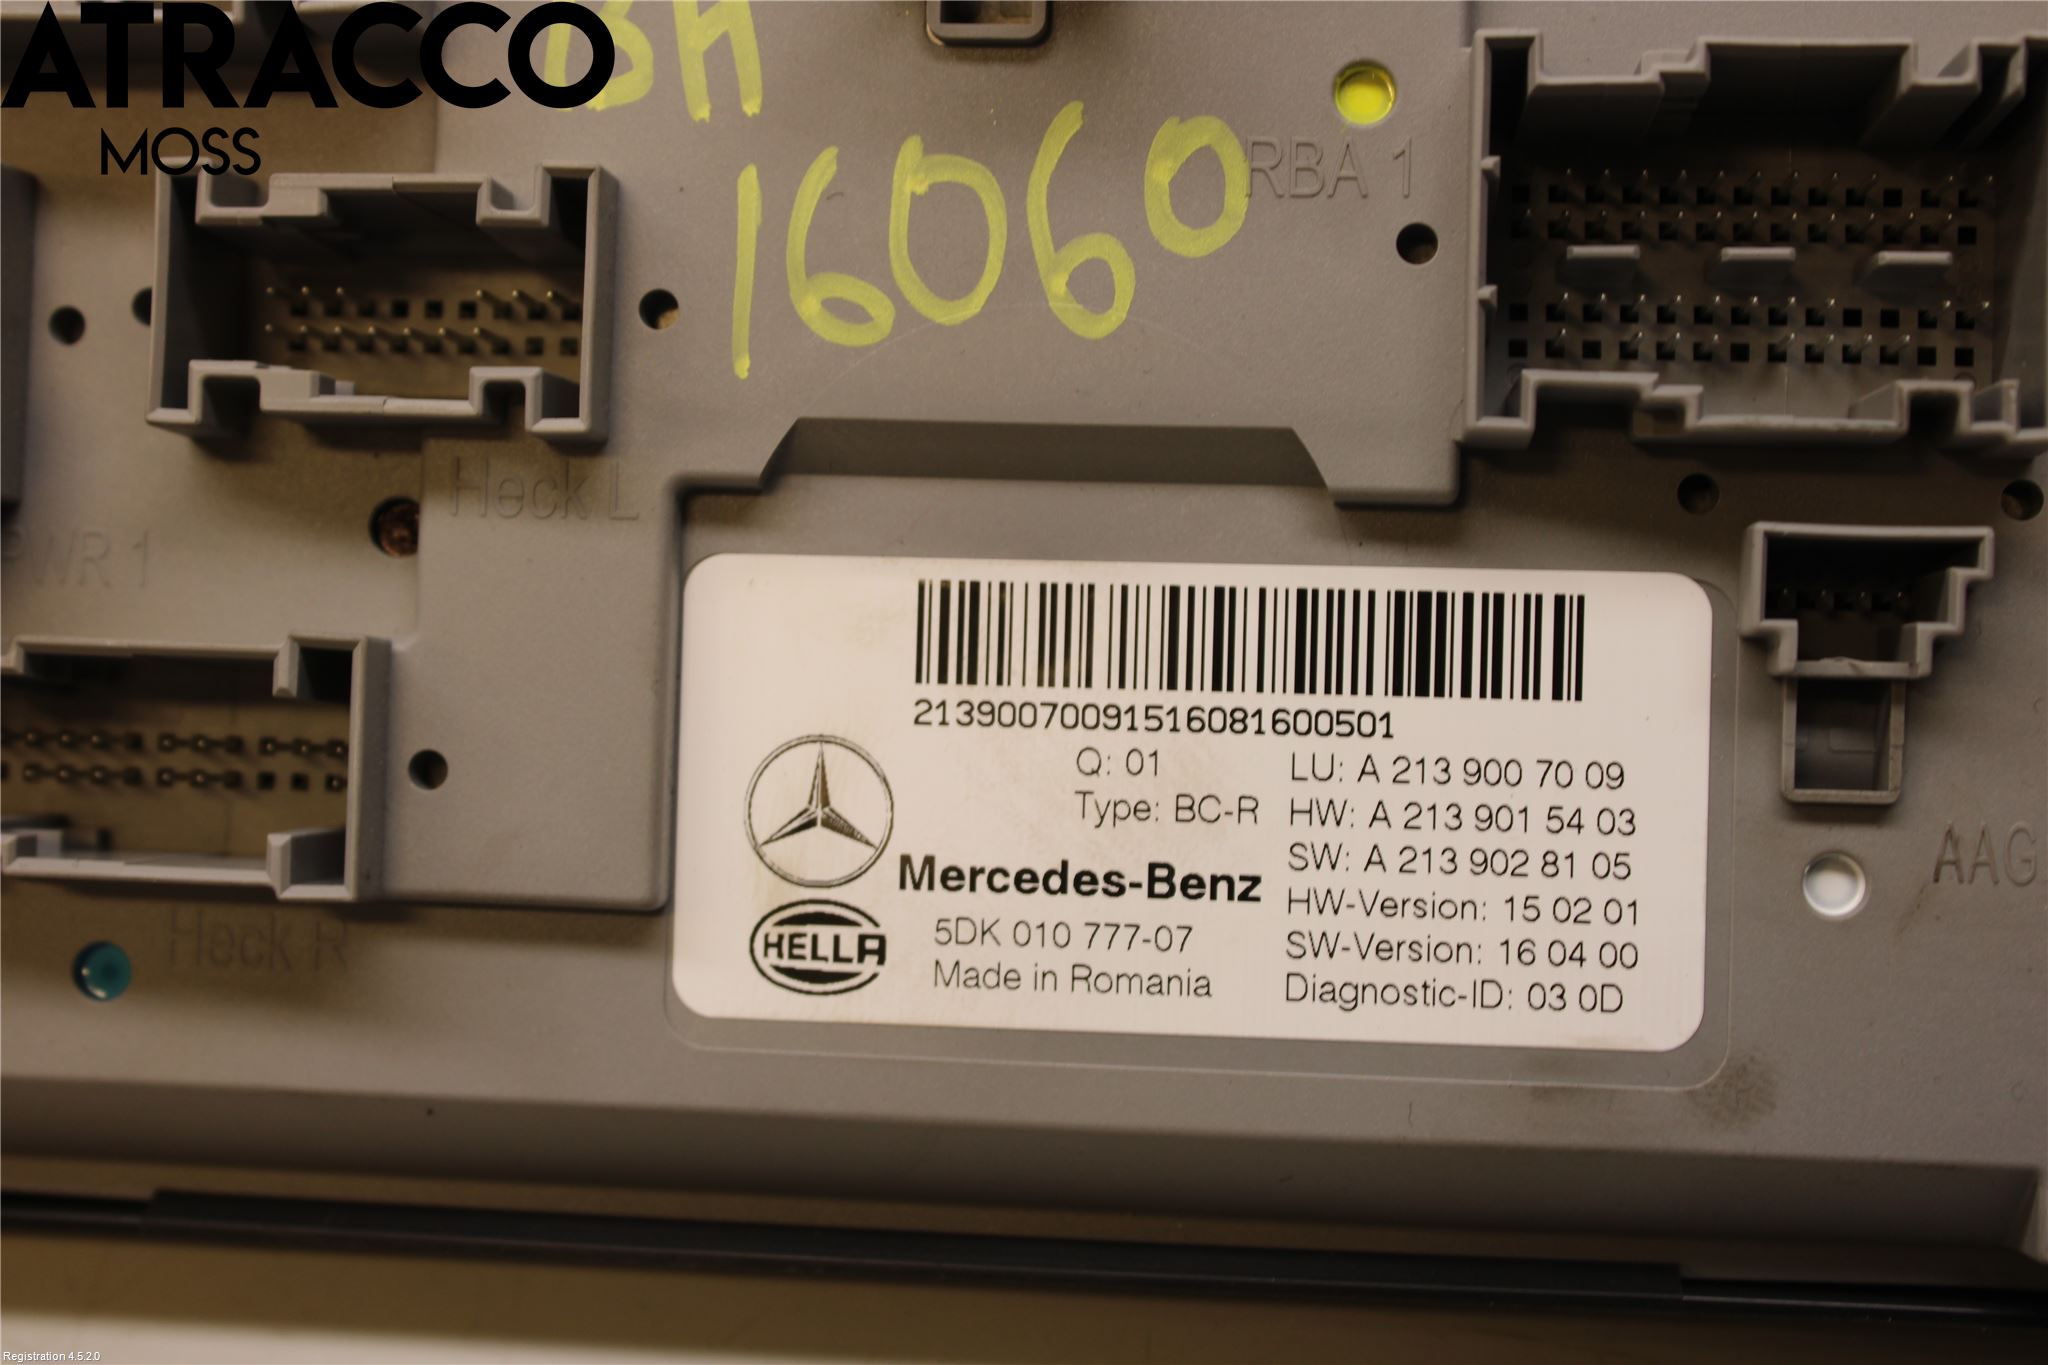 ATRACCO
MOSS
BA
16060
RBA 1
Heck L
PWR 1
21390070091516081600501
Q: 01
Type: BC-R
LU: A 213 900 70 09
HW: A 213 901 54 03
SW: A 213 902 81 05
HW-Version: 15 02 01
SW-Version: 16 04 00
Diagnostic-ID: 03 0D
Mercedes-Benz
HELLA
5DK 010 777-07
Made in Romania
AAG
Heck R
Registration 4.5.2.0